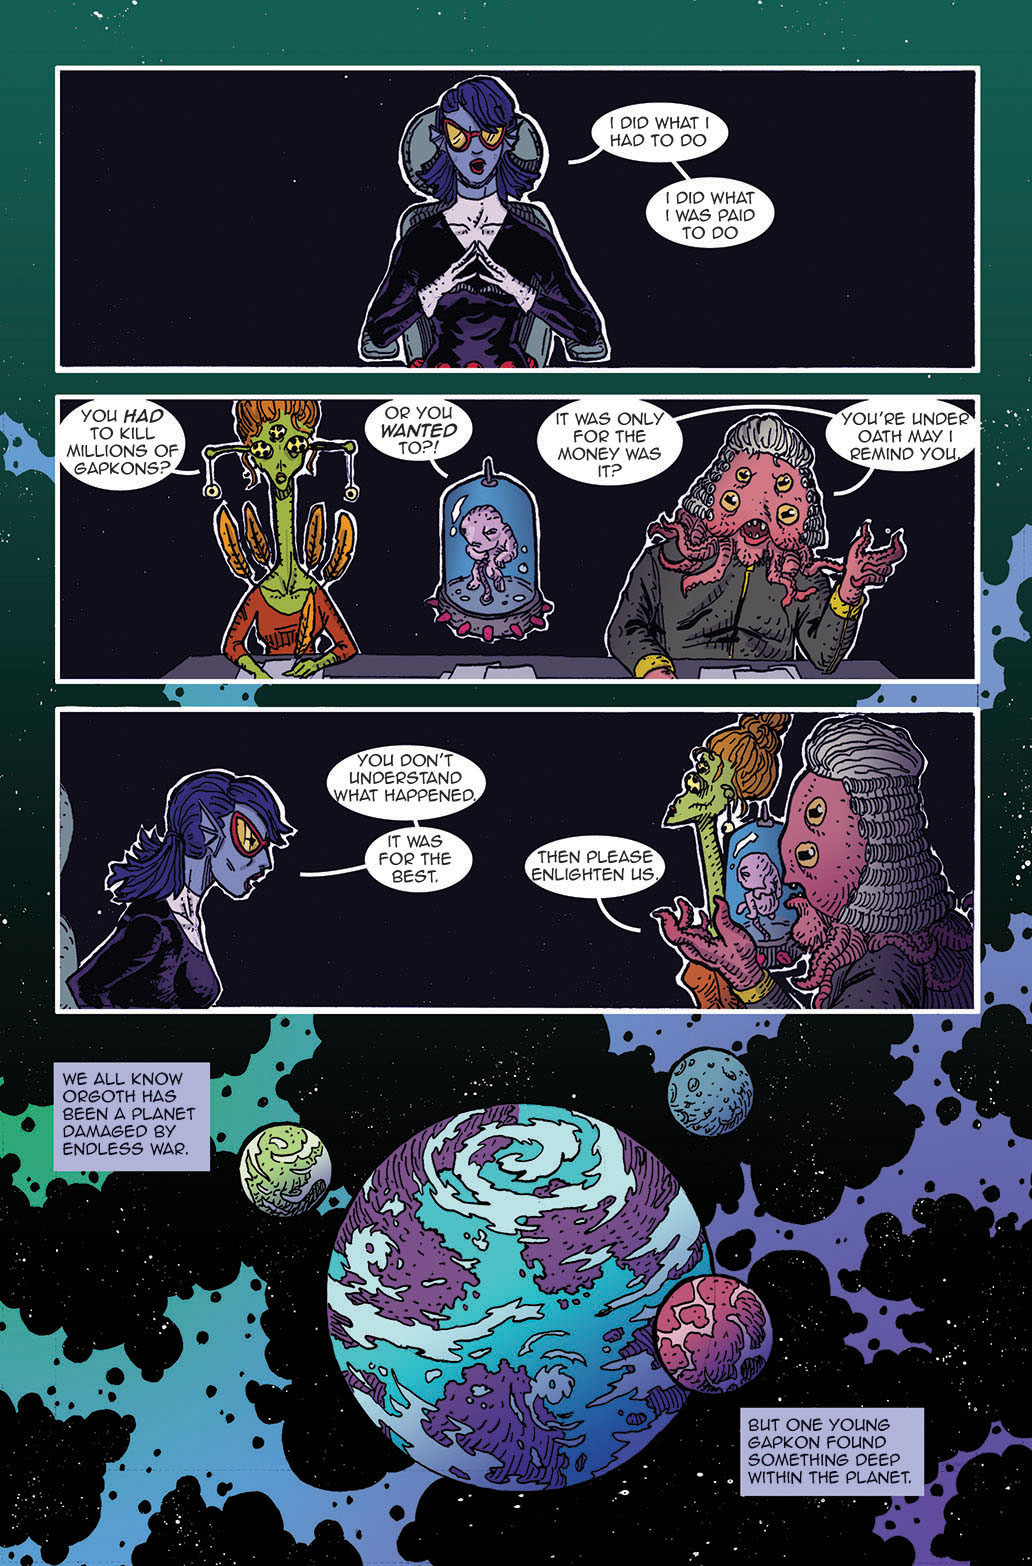 I DID WHAT I
HAD TO DO
I DID WHAT
I WAS PAID
TO DO
YOU HAD
TO KILL
MILLIONS OF
GAPKONS?
OR YOU
WANTED
TO?!
IT WAS ONLY
FOR THE
MONEY WAS
IT?
YOU'RE UNDER
OATH MAY I
REMIND YOU.
YOU DON'T
UNDERSTAND
WHAT HAPPENED.
IT WAS
FOR THE
BEST.
THEN PLEASE
ENLIGHTEN US.
WE ALL KNOW
ORGOTH HAS
BEEN A PLANET
DAMAGED BY
ENDLESS WAR.
BUT ONE YOUNG
GAPKON FOUND
SOMETHING DEEP
WITHIN THE PLANET.